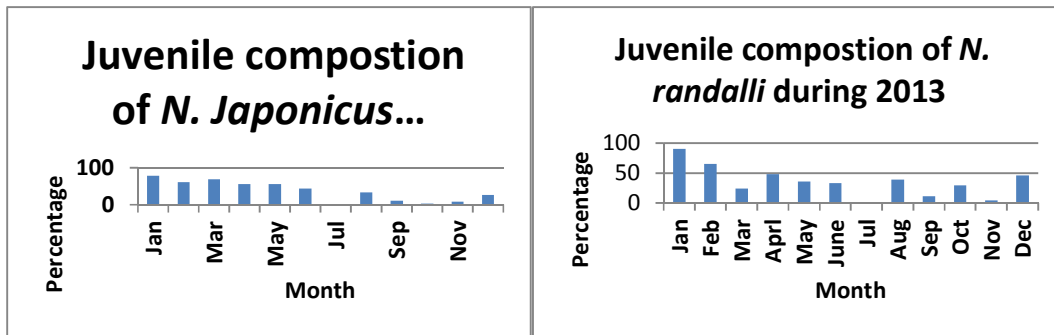 Juvenile compostion
of N. Japonicus...
100
0
Percentage
Jan
Mar
May
Jul
Sep
Nov
Month
Juvenile compostion of N.
randalli during 2013
100
50
0
Percentage
Jan
Feb
Mar
Aprl
May
June
Jul
Aug
Sep
Oct
Nov
Dec
Month